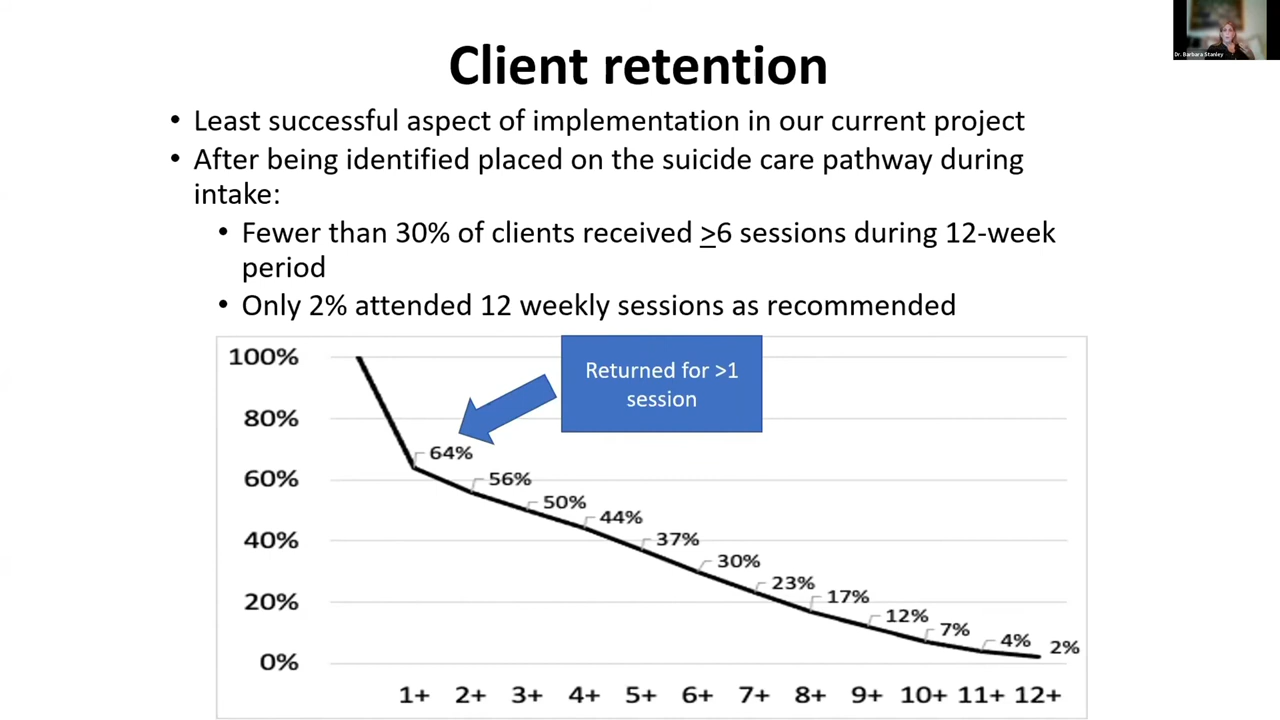 Dr. Barbara Stanley
Client retention
• Least successful aspect of implementation in our current project
• After being identified placed on the suicide care pathway during
intake:
• Fewer than 30% of clients received >6 sessions during 12-week
period
• Only 2% attended 12 weekly sessions as recommended
Returned for >1
session
100%
80%
60%
40%
20%
0%
64%
56%
50%
44%
37%
30%
23%
17%
12%
7%
4%
2%
1+ 2+ 3+ 4+ 5+ 6+ 7+ 8+ 9+ 10+ 11+ 12+